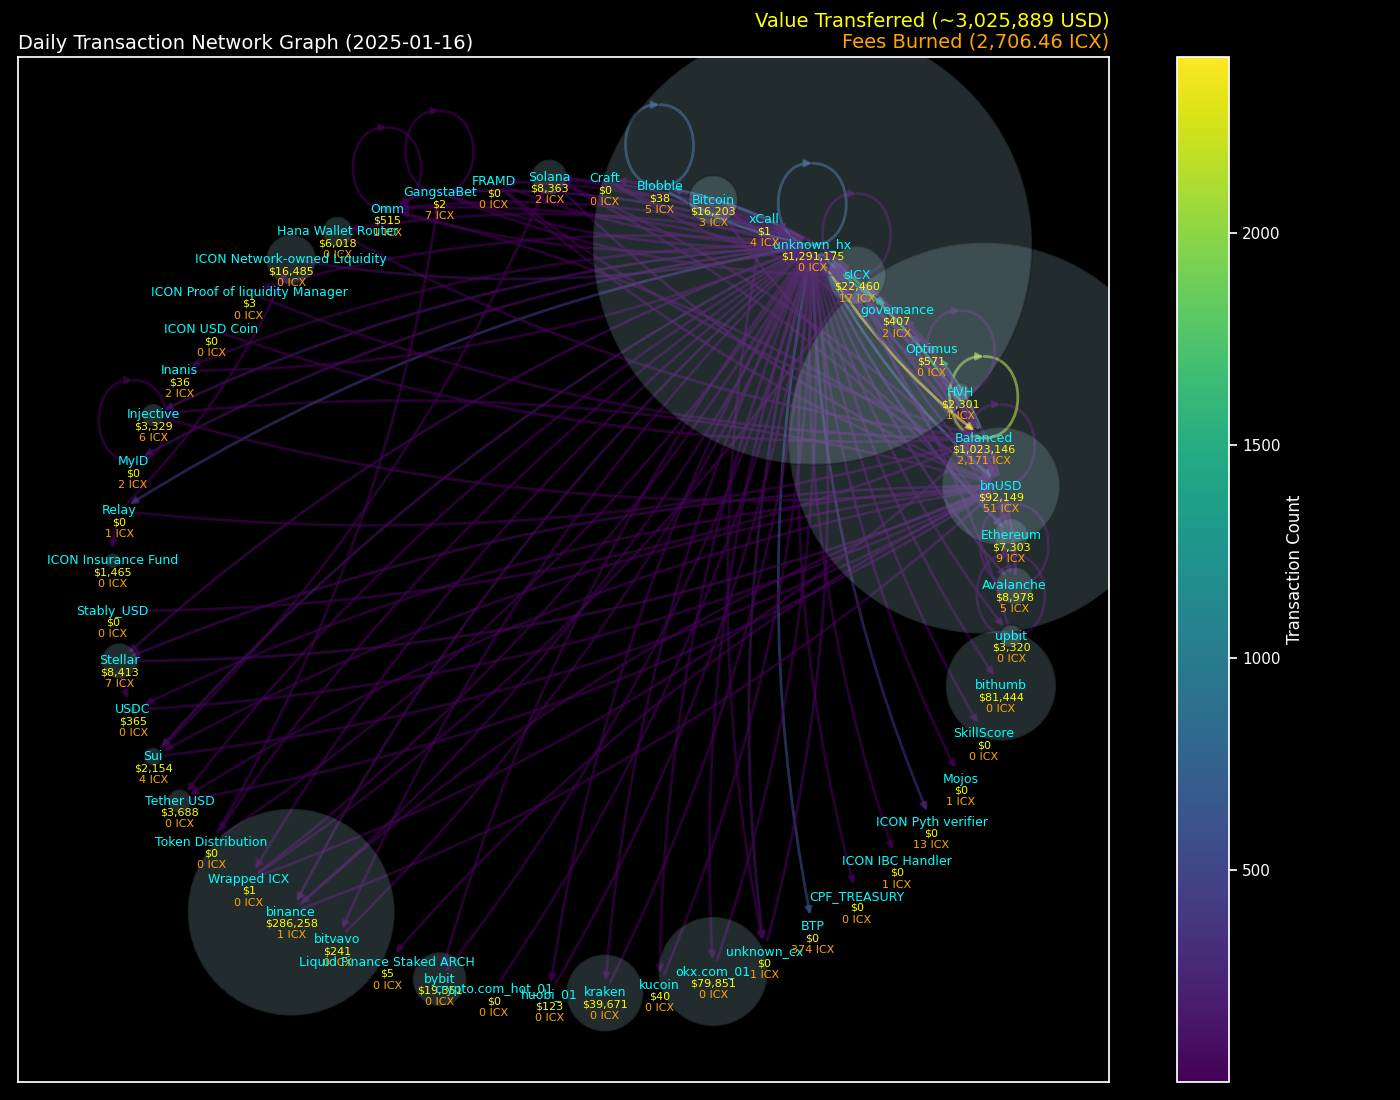 Value Transferred (~3,025,889 USD)
Daily Transaction Network Graph (2025-01-16)
Fees Burned (2,706.46 ICX)
Solana
$8,363
2 ICX
Craft
$0
0 ICX
FRAMD
$0
0 ICX
Blobble
$38
5 ICX
GangstaBet
$2
7 ICX
Bitcoin
$16,203
3 ICX
Omm
$515
ICX
xCall
$1
4 ICX
Hana Wallet Router
$6,018
0 ICX
unknown_hx
$1,291,175
0 ICX
ICON Network-owned Liquidity
$16,485
0 ICX
sICX
$22,460
17 ICX
ICON Proof of liquidity Manager
$3
0 ICX
governance
$407
2 ICX
ICON USD Coin
$0
0 ICX
Optimus
$571
0 ICX
Inanis
$36
2 ICX
HVH
$2,301
1 ICX
Injective
$3,329
6 ICX
Balanced
$1,023,146
2,171 ICX
MyID
$0
2 ICX
bnUSD
$92,149
51 ICX
Relay
$0
1 ICX
Ethereum
$7,303
9 ICX
ICON Insurance Fund
$1,465
0 ICX
Avalanche
$8,978
5 ICX
Stably_USD
$0
0 ICX
upbit
$3,320
0 ICX
Stellar
$8,413
7 ICX
bithumb
$81,444
0 ICX
USDC
$365
0 ICX
SkillScore
$0
0 ICX
Sui
$2,154
4 ICX
Mojos
$0
1 ICX
Tether USD
$3,688
0 ICX
ICON Pyth verifier
$0
13 ICX
Token Distribution
$0
0 ICX
ICON IBC Handler
$0
1 ICX
Wrapped ICX
$1
0 ICX
CPF_TREASURY
$0
0 ICX
binance
$286,258
1 ICX
BTP
$0
374 ICX
bitvavo
$241
unknown_cx
$0
1 ICX
Liquid Finance Staked ARCH
$5
0 ICX
okx.com_01
$79,851
0 ICX
bybit
0 ICX
kucoin
$40
0 ICX
crypto.com_hot_01
$0
0 ICX
kraken
$39,671
0 ICX
huobi_01
$123
0 ICX
2000
1500
1000
500
Transaction Count